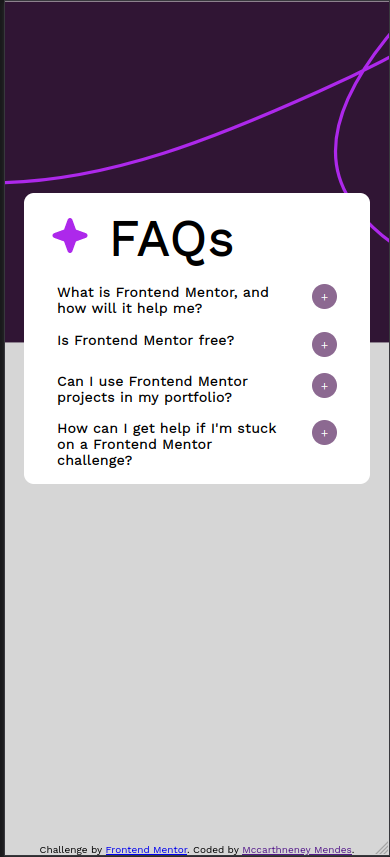 FAQs
What is Frontend Mentor, and
how will it help me?
+
Is Frontend Mentor free?
+
Can I use Frontend Mentor
projects in my portfolio?
+
How can I get help if I'm stuck
on a Frontend Mentor
challenge?
+
Challenge by Frontend Mentor. Coded by Mccarthneney Mendes.